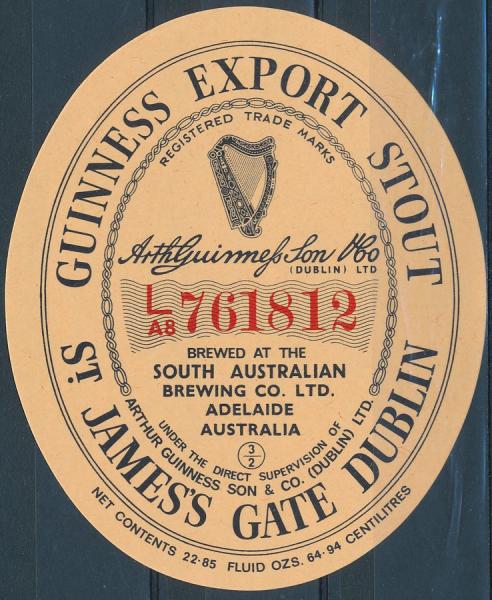 GUINNESS EXPORT STOUT
REGISTERED TRADE MARKS
Arth Guinness Son & Co
(DUBLIN) LTD
L/A8 761812
BREWED AT THE
SOUTH AUSTRALIAN
BREWING CO. LTD.
ADELAIDE
AUSTRALIA
3/2
UNDER THE DIRECT SUPERVISION OF
ARTHUR GUINNESS SON & CO. (DUBLIN) LTD.
ST. JAMES'S GATE DUBLIN
NET CONTENTS 22·85 FLUID OZS. 64·94 CENTILITRES